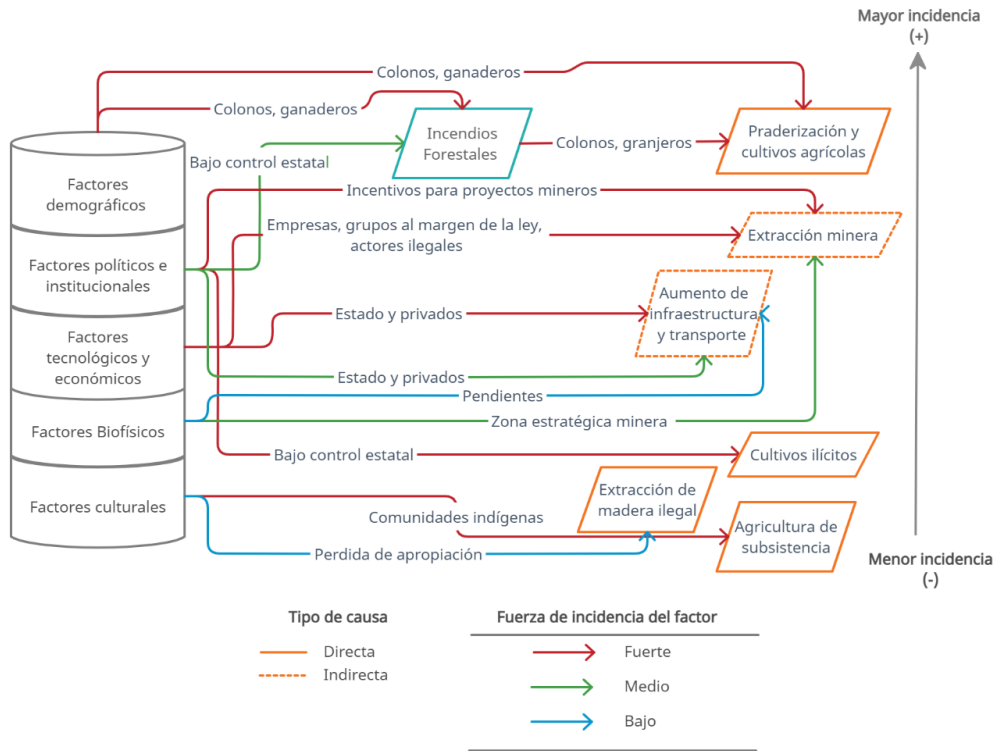 Mayor incidencia
(+)
Colonos, ganaderos
Colonos, ganaderos
Incendios
Forestales
Colonos, granjeros
Praderización y
cultivos agrícolas
Bajo control estatal
Factores
demográficos
Incentivos para proyectos mineros
Empresas, grupos al margen de la ley,
actores ilegales
Extracción minera
Factores políticos e
institucionales
Aumento de
infraestructura
y transporte
Estado y privados
Factores
tecnológicos y
económicos
Estado y privados
Pendientes
Zona estratégica minera
Factores Biofísicos
Bajo control estatal
Cultivos ilícitos
Extracción de
madera ilegal
Factores culturales
Comunidades indígenas
Agricultura de
subsistencia
Perdida de apropiación
Menor incidencia
(-)
Tipo de causa
Directa
Indirecta
Fuerza de incidencia del factor
Fuerte
Medio
Bajo